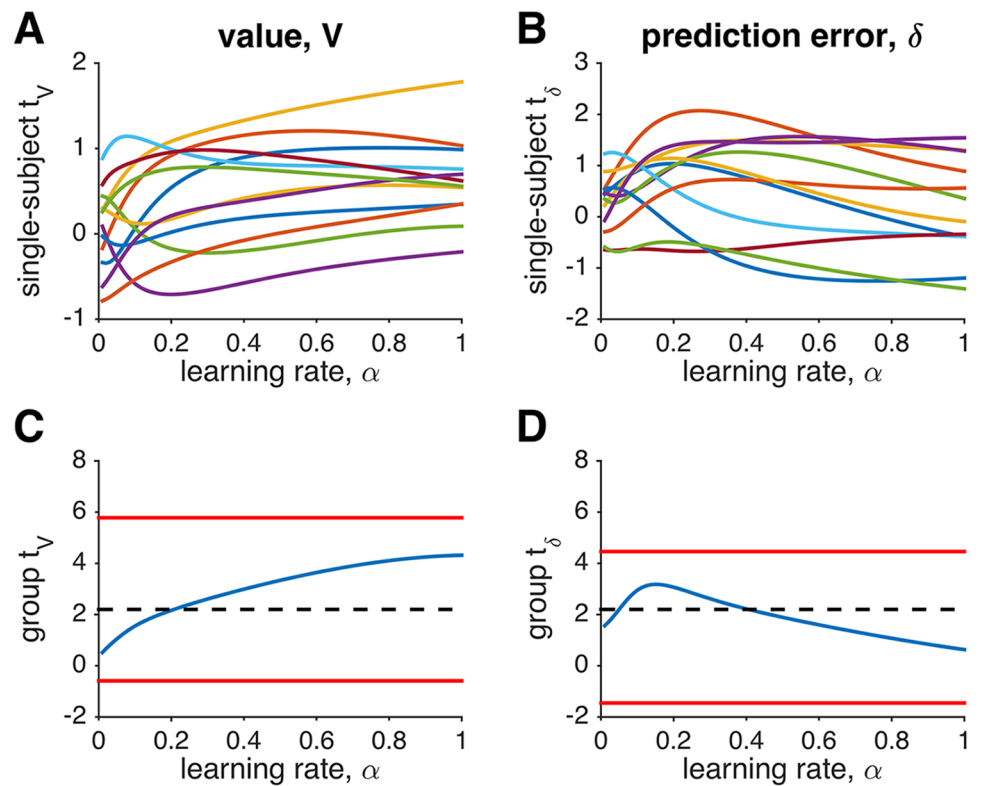 A
value, V
single-subject t_V
2
1
0
-1
0 0.2 0.4 0.6 0.8 1
learning rate, α
B
prediction error, δ
single-subject t_δ
3
2
1
0
-1
-2
0 0.2 0.4 0.6 0.8 1
learning rate, α
C
group t_V
8
6
4
2
0
-2
0 0.2 0.4 0.6 0.8 1
learning rate, α
D
group t_δ
8
6
4
2
0
-2
0 0.2 0.4 0.6 0.8 1
learning rate, α